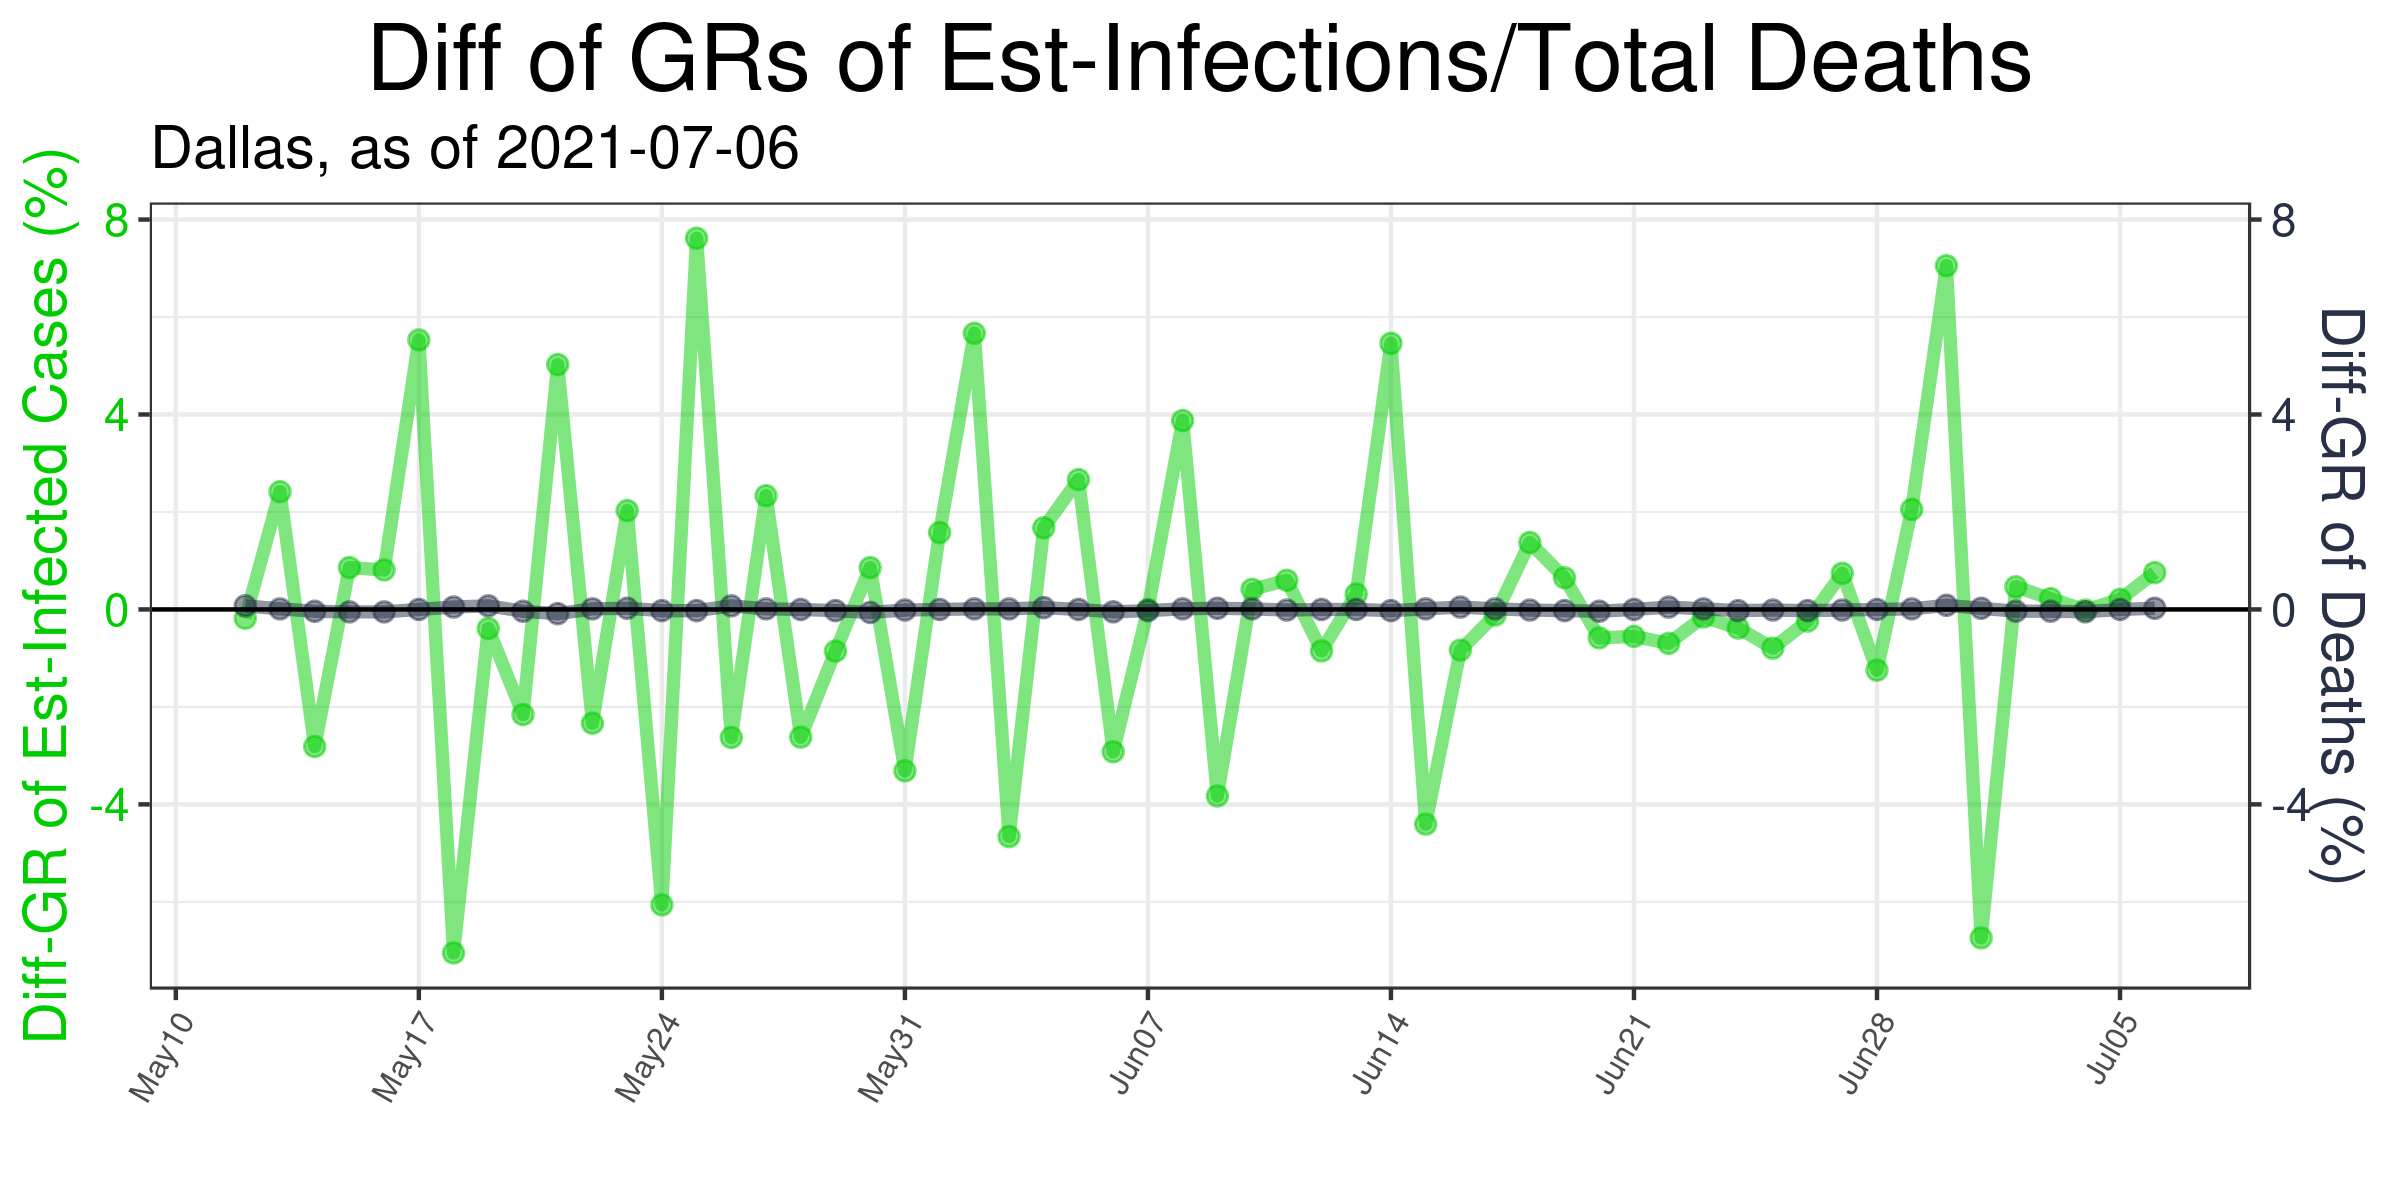 Diff of GRs of Est-Infections/Total Deaths
Dallas, as of 2021-07-06
Diff-GR of Est-Infected Cases (%)
8
4
0
-4
8
4
0
-4
Diff-GR of Deaths (%)
May10
May17
May24
May31
Jun07
Jun14
Jun21
Jun28
Jul05